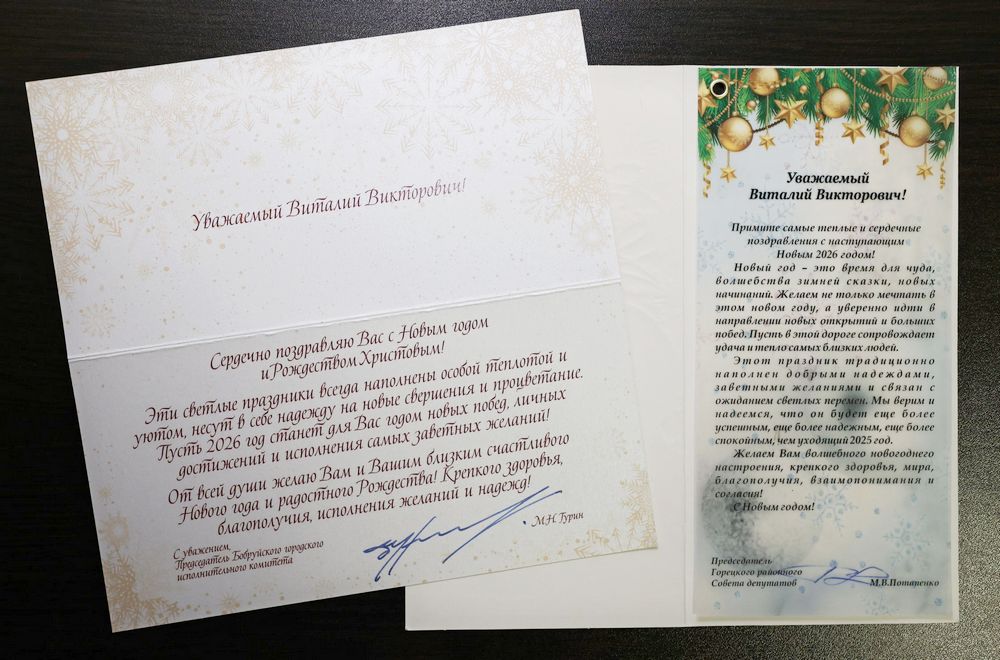 Уважаемый Виталий Викторович!
Сердечно поздравляю Вас с Новым годом
и Рождеством Христовым!
Эти светлые праздники всегда наполнены особой теплотой и
уютом, несут в себе надежду на новые свершения и процветание.
Пусть 2026 год станет для Вас годом новых побед, личных
достижений и исполнения самых заветных желаний!
От всей души желаю Вам и Вашим близким счастливого
Нового года и радостного Рождества! Крепкого здоровья,
благополучия, исполнения желаний и надежд!
С уважением,
Председатель Бобруйского городского
исполнительного комитета
М.Н. Гурин
Уважаемый
Виталий Викторович!
Примите самые теплые и сердечные
поздравления с наступающим
Новым 2026 годом!
Новый год – это время для чуда,
волшебства зимней сказки, новых
начинаний. Желаем не только мечтать в
этом новом году, а уверенно идти в
направлении новых открытий и больших
побед. Пусть в этой дороге сопровождает
удача и тепло самых близких людей.
Этот праздник традиционно
наполнен добрыми надеждами,
заветными желаниями и связан с
ожиданием светлых перемен. Мы верим и
надеемся, что он будет еще более
успешным, еще более надежным, еще более
спокойным, чем уходящий 2025 год.
Желаем Вам волшебного новогоднего
настроения, крепкого здоровья, мира,
благополучия, взаимопонимания и
согласия!
С Новым годом!
Председатель
Горецкого районного
Совета депутатов
М.В.Потапенко